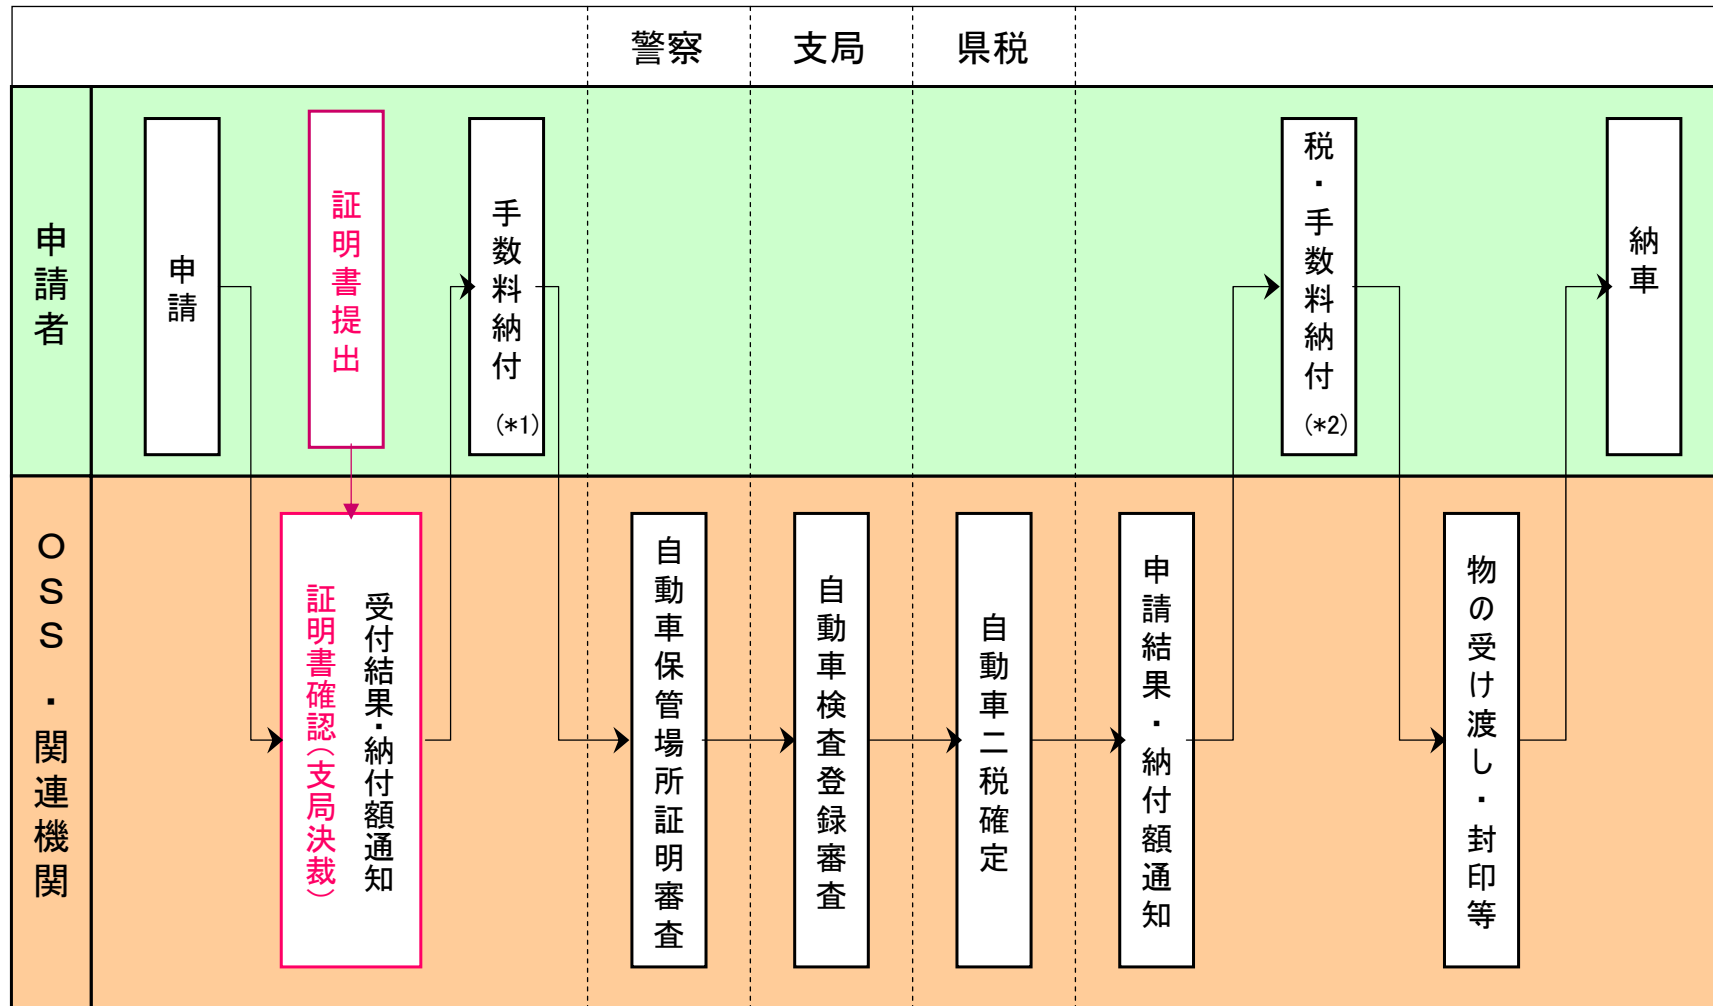 警察
支局
県税
申請者
申請
証明書提出
手数料納付
(*1)
税・手数料納付
(*2)
納車
OSS・関連機関
受付結果・納付額通知
証明書確認(支局決裁)
自動車保管場所証明審査
自動車検査登録審査
自動車二税確定
申請結果・納付額通知
物の受け渡し・封印等